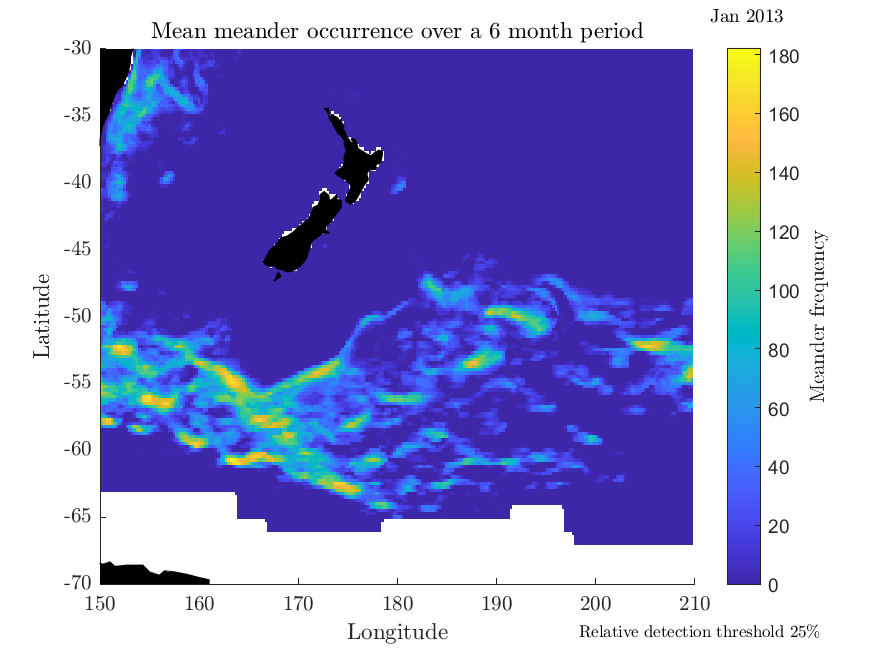 Jan 2013
Mean meander occurrence over a 6 month period
-30
-35
-40
-45
-50
-55
-60
-65
-70
Latitude
150 160 170 180 190 200 210
Longitude
180
160
140
120
100
80
60
40
20
0
Meander frequency
Relative detection threshold 25%